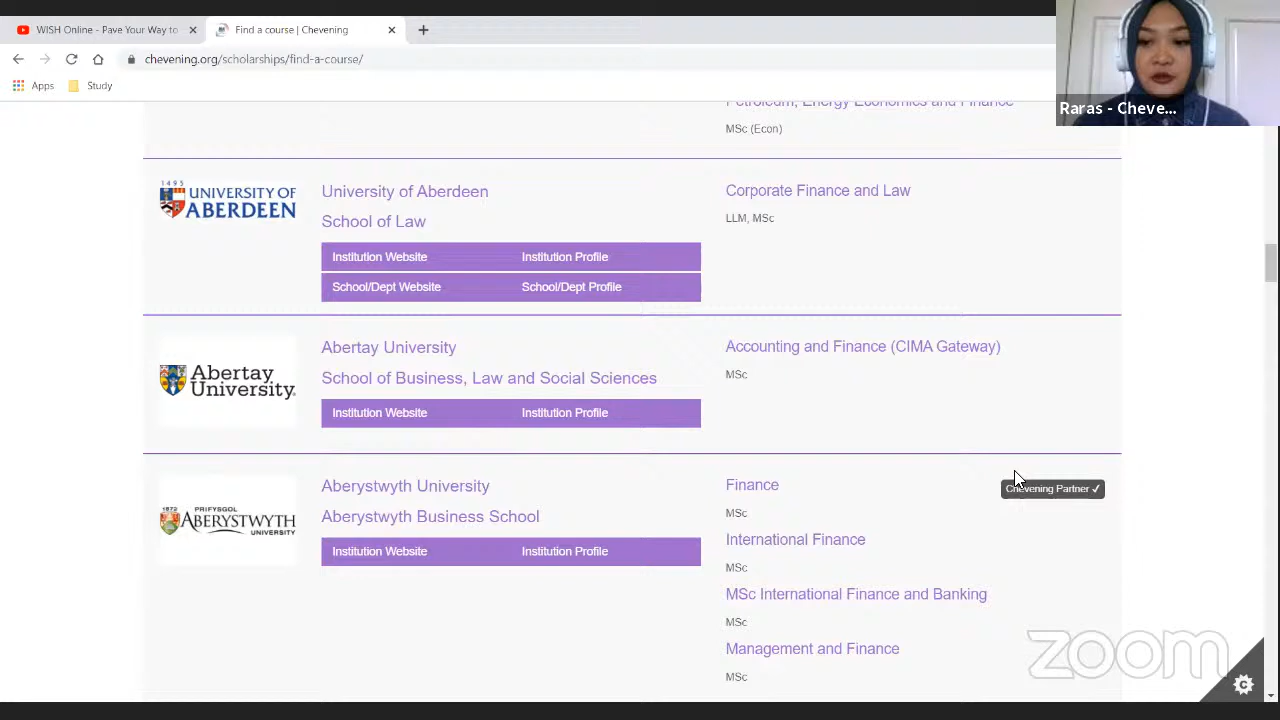 WISH Online - Pave Your Way to
Find a course | Chevening
chevening.org/scholarships/find-a-course/
Apps
Study
Raras - Cheve...
Petroleum, Energy Economics and Finance
MSc (Econ)
1495
UNIVERSITY OF
ABERDEEN
University of Aberdeen
School of Law
Institution Website
Institution Profile
School/Dept Website
School/Dept Profile
Corporate Finance and Law
LLM, MSc
Abertay
University
Abertay University
School of Business, Law and Social Sciences
Institution Website
Institution Profile
Accounting and Finance (CIMA Gateway)
MSc
1872
PRIFYSGOL
ABERYSTWYTH
UNIVERSITY
Aberystwyth University
Aberystwyth Business School
Institution Website
Institution Profile
Finance
Chevening Partner ✓
MSc
International Finance
MSc
MSc International Finance and Banking
MSc
Management and Finance
MSc
zoom
C